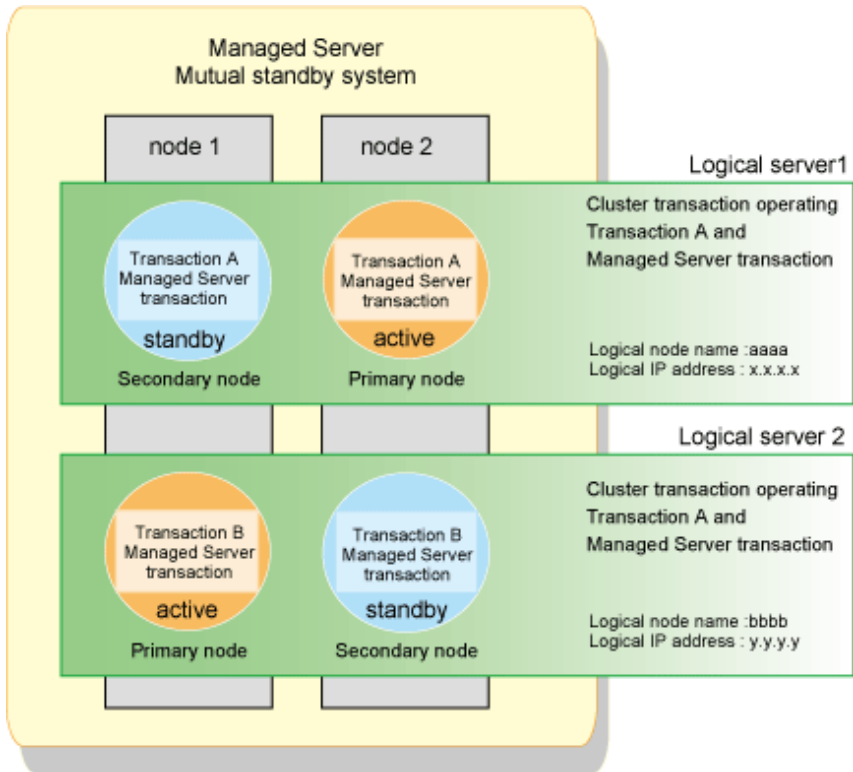 Managed Server
Mutual standby system
node 1
node 2
Logical server1
Transaction A
Managed Server
transaction
standby
Secondary node
Transaction A
Managed Server
transaction
active
Primary node
Cluster transaction operating
Transaction A and
Managed Server transaction
Logical node name :aaaa
Logical IP address : x.x.x.x
Logical server 2
Transaction B
Managed Server
transaction
active
Primary node
Transaction B
Managed Server
transaction
standby
Secondary node
Cluster transaction operating
Transaction A and
Managed Server transaction
Logical node name :bbbb
Logical IP address : y.y.y.y